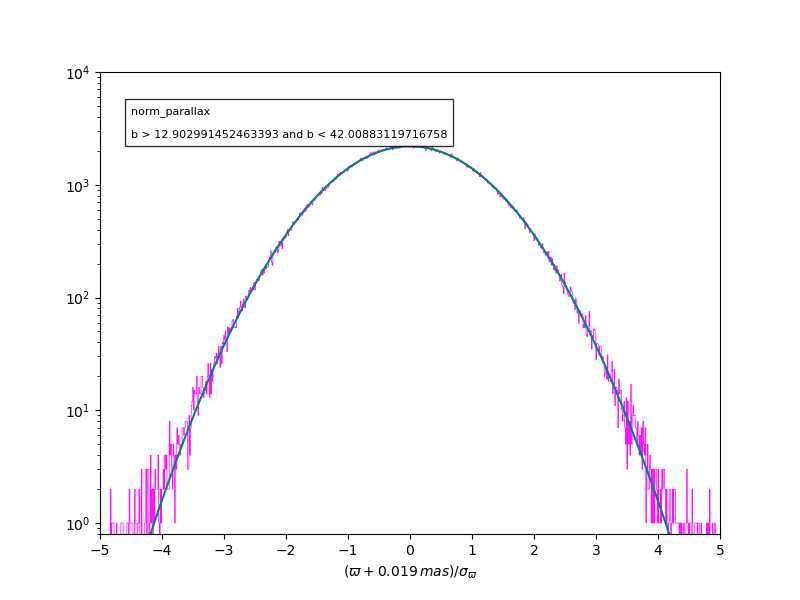 norm_parallax
b > 12.902991452463393 and b < 42.00883119716758
10^4
10^3
10^2
10^1
10^0
−5 −4 −3 −2 −1 0 1 2 3 4 5
(ϖ + 0.019 mas)/σ_ϖ